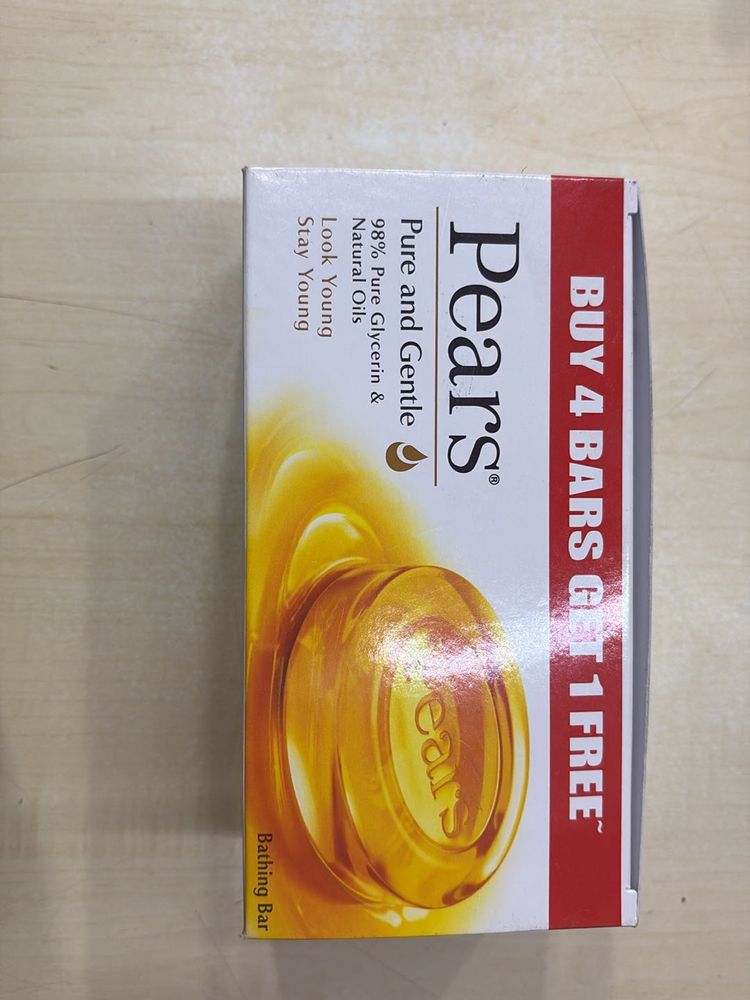 BUY 4 BARS GET 1 FREE~
Pears®
Pure and Gentle
98% Pure Glycerin &
Natural Oils
Look Young
Stay Young
ears
Bathing Bar